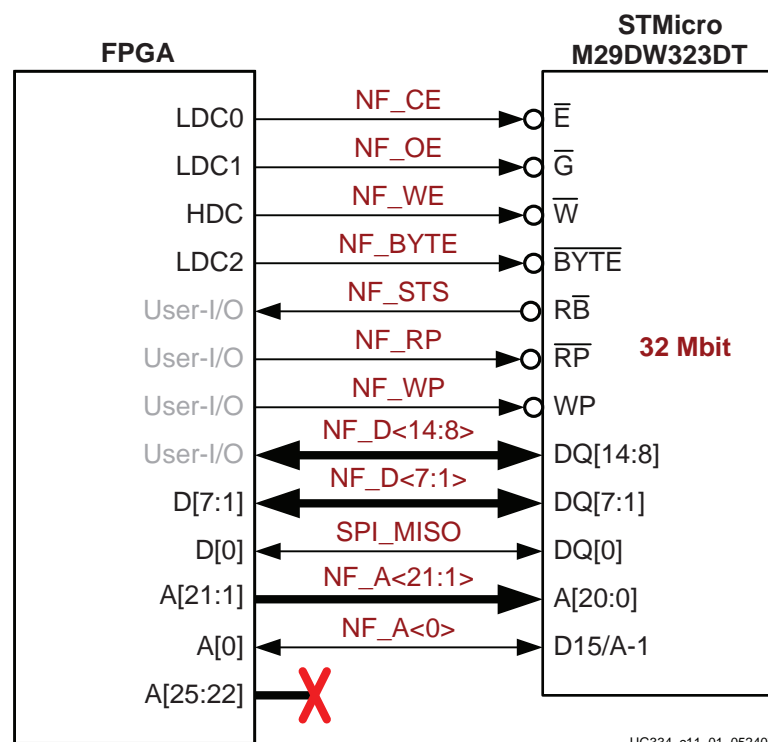 FPGA
STMicro
M29DW323DT
LDC0 NF_CE E̅
LDC1 NF_OE G̅
HDC NF_WE W̅
LDC2 NF_BYTE B̅Y̅T̅E̅
User-I/O NF_STS RB̅
User-I/O NF_RP R̅P̅ 32 Mbit
User-I/O NF_WP WP
User-I/O NF_D<14:8> DQ[14:8]
D[7:1] NF_D<7:1> DQ[7:1]
D[0] SPI_MISO DQ[0]
A[21:1] NF_A<21:1> A[20:0]
A[0] NF_A<0> D15/A-1
A[25:22]